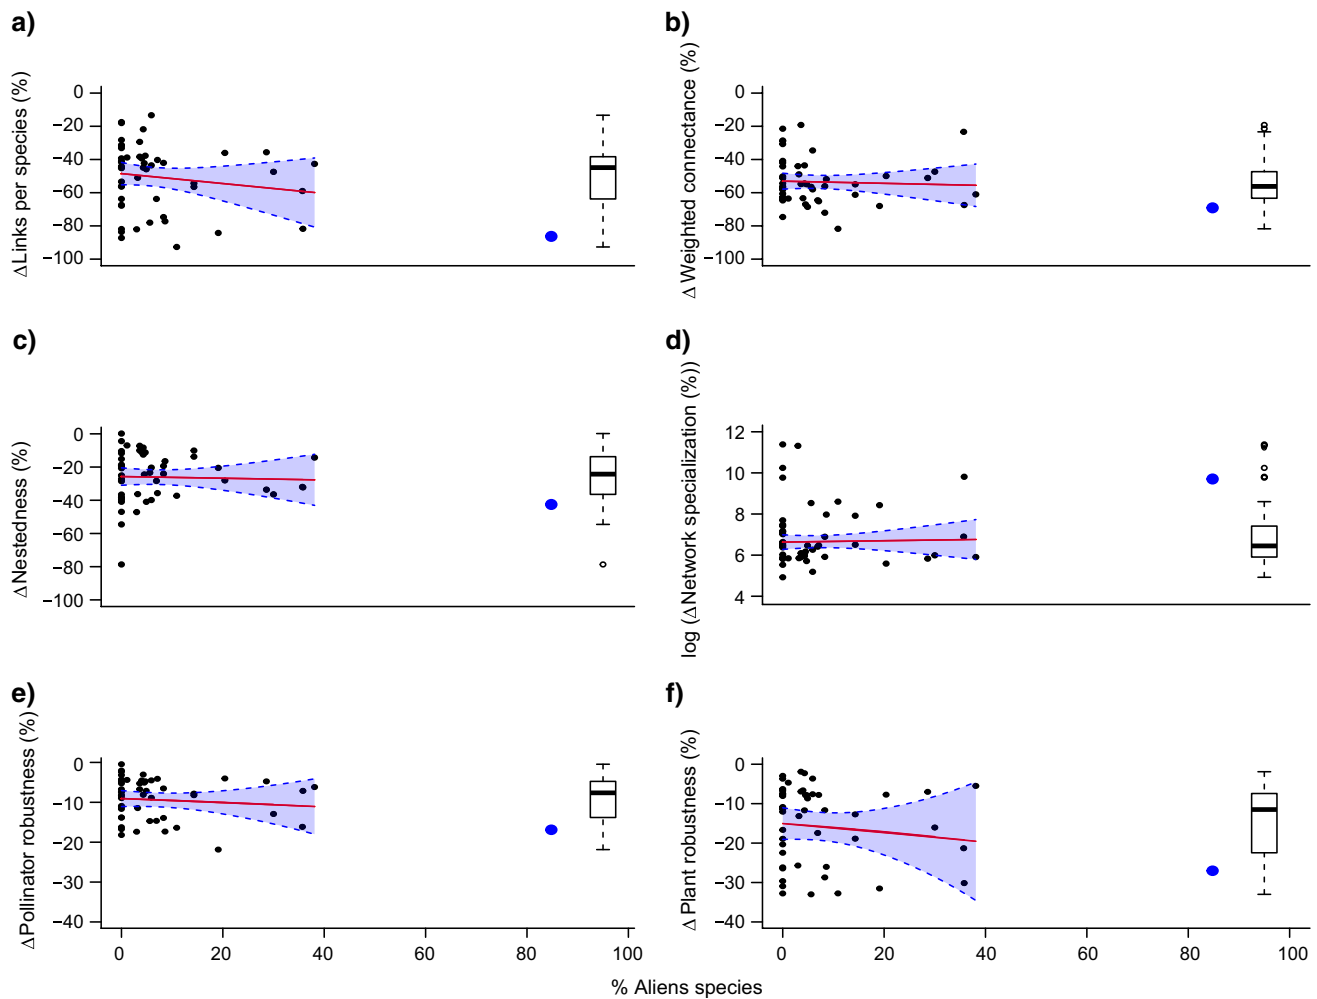 a)
ΔLinks per species (%)
0
−20
−40
−60
−80
−100
b)
Δ Weighted connectance (%)
0
−20
−40
−60
−80
−100
c)
ΔNestedness (%)
0
−20
−40
−60
−80
−100
d)
log (ΔNetwork specialization (%))
12
10
8
6
4
e)
ΔPollinator robustness (%)
0
−10
−20
−30
−40
0 20 40 60 80 100
f)
Δ Plant robustness (%)
0
−10
−20
−30
−40
0 20 40 60 80 100
% Aliens species